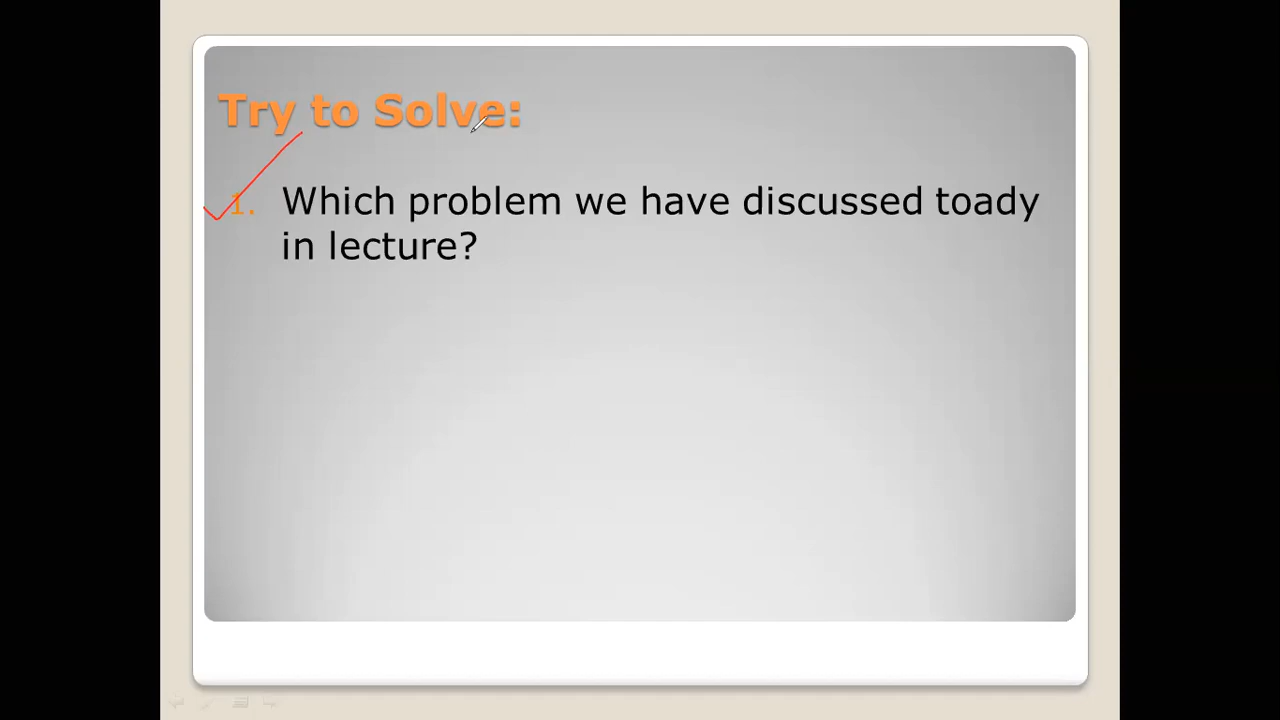 Try to Solve:
1. Which problem we have discussed toady
in lecture?